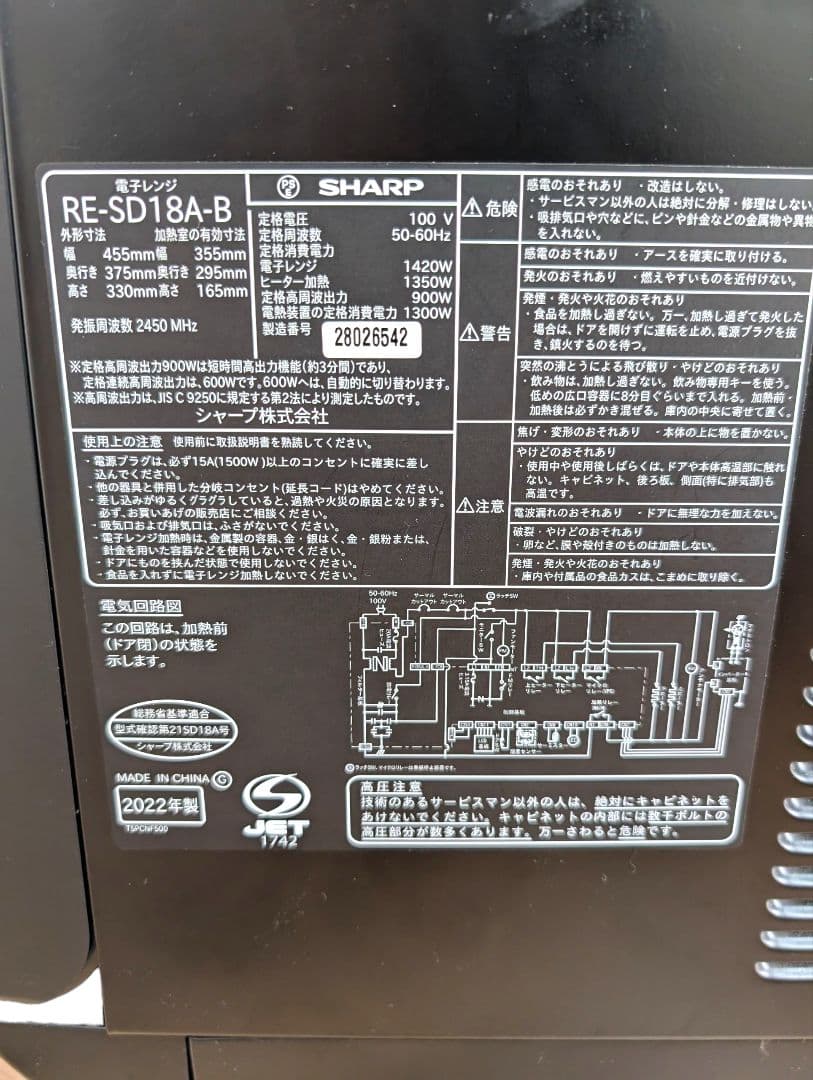 電子レンジ
RE-SD18A-B
外形寸法 加熱室の有効寸法
幅 455mm 幅 355mm
奥行き 375mm 奥行き 295mm
高さ 330mm 高さ 165mm
発振周波数 2450 MHz
PSE SHARP
定格電圧 100 V
定格周波数 50-60Hz
定格消費電力
電子レンジ 1420W
ヒーター加熱 1350W
定格高周波出力 900W
電熱装置の定格消費電力 1300W
製造番号 28026542
※定格高周波出力900Wは短時間高出力機能(約3分間)であり、
定格連続高周波出力は、600Wです。600Wへは、自動的に切り替わります。
※高周波出力は、JIS C 9250に規定する第2法により測定したものです。
シャープ株式会社
使用上の注意 使用前に取扱説明書を熟読してください。
・電源プラグは、必ず15A(1500W)以上のコンセントに確実に差し
込んでください。
・他の器具と併用した分岐コンセント(延長コード)はやめてください。
・差し込みがゆるくグラグラしていると、過熱や火災の原因となります。
必ず、お買いあげの販売店にご相談ください。
・吸気口および排気口は、ふさがないでください。
・電子レンジ加熱時は、金属製の容器、金・銀はく、金・銀粉または、
針金を用いた容器などを使用しないでください。
・ドアにものを挟んだ状態で使用しないでください。
・食品を入れずに電子レンジ加熱しないでください。
危険
感電のおそれあり ・改造はしない。
・サービスマン以外の人は絶対に分解・修理はしない
・吸排気口や穴などに、ピンや針金などの金属物や異物
を入れない。
警告
感電のおそれあり ・アースを確実に取り付ける。
発火のおそれあり ・燃えやすいものを近付けない。
発煙・発火や火花のおそれあり
・食品を加熱し過ぎない。万一、加熱し過ぎて発火した
場合は、ドアを開けずに運転を止め、電源プラグを抜
き、鎮火するのを待つ。
突然の沸とうによる飛び散り・やけどのおそれあり
・飲み物は、加熱し過ぎない。飲み物専用キーを使う。
低めの広口容器に8分目ぐらいまで入れる。加熱前・
加熱後は必ずかき混ぜる。庫内の中央に寄せて置く。
注意
焦げ・変形のおそれあり ・本体の上に物を置かない。
やけどのおそれあり
・使用中や使用後しばらくは、ドアや本体高温部に触れ
ない。キャビネット、後ろ板、側面(特に排気部)も
高温です。
電波漏れのおそれあり ・ドアに無理な力を加えない。
破裂・やけどのおそれあり
・卵など、膜や殻付きのものは加熱しない。
発煙・発火や火花のおそれあり
・庫内や付属品の食品カスは、こまめに取り除く。
電気回路図
この回路は、加熱前
(ドア閉)の状態を
示します。
50-60Hz
100V
サーマル サーマル
カットアウト カットアウト
ラッチSW
総務省基準適合
型式確認第21SD18A号
シャープ株式会社
MADE IN CHINA G
2022年製
TSPCNF500
JET
1742
高圧注意
技術のあるサービスマン以外の人は、絶対にキャビネットを
あけないでください。キャビネットの内部には数千ボルトの
高圧部分が数多くあります。万一さわると危険です。